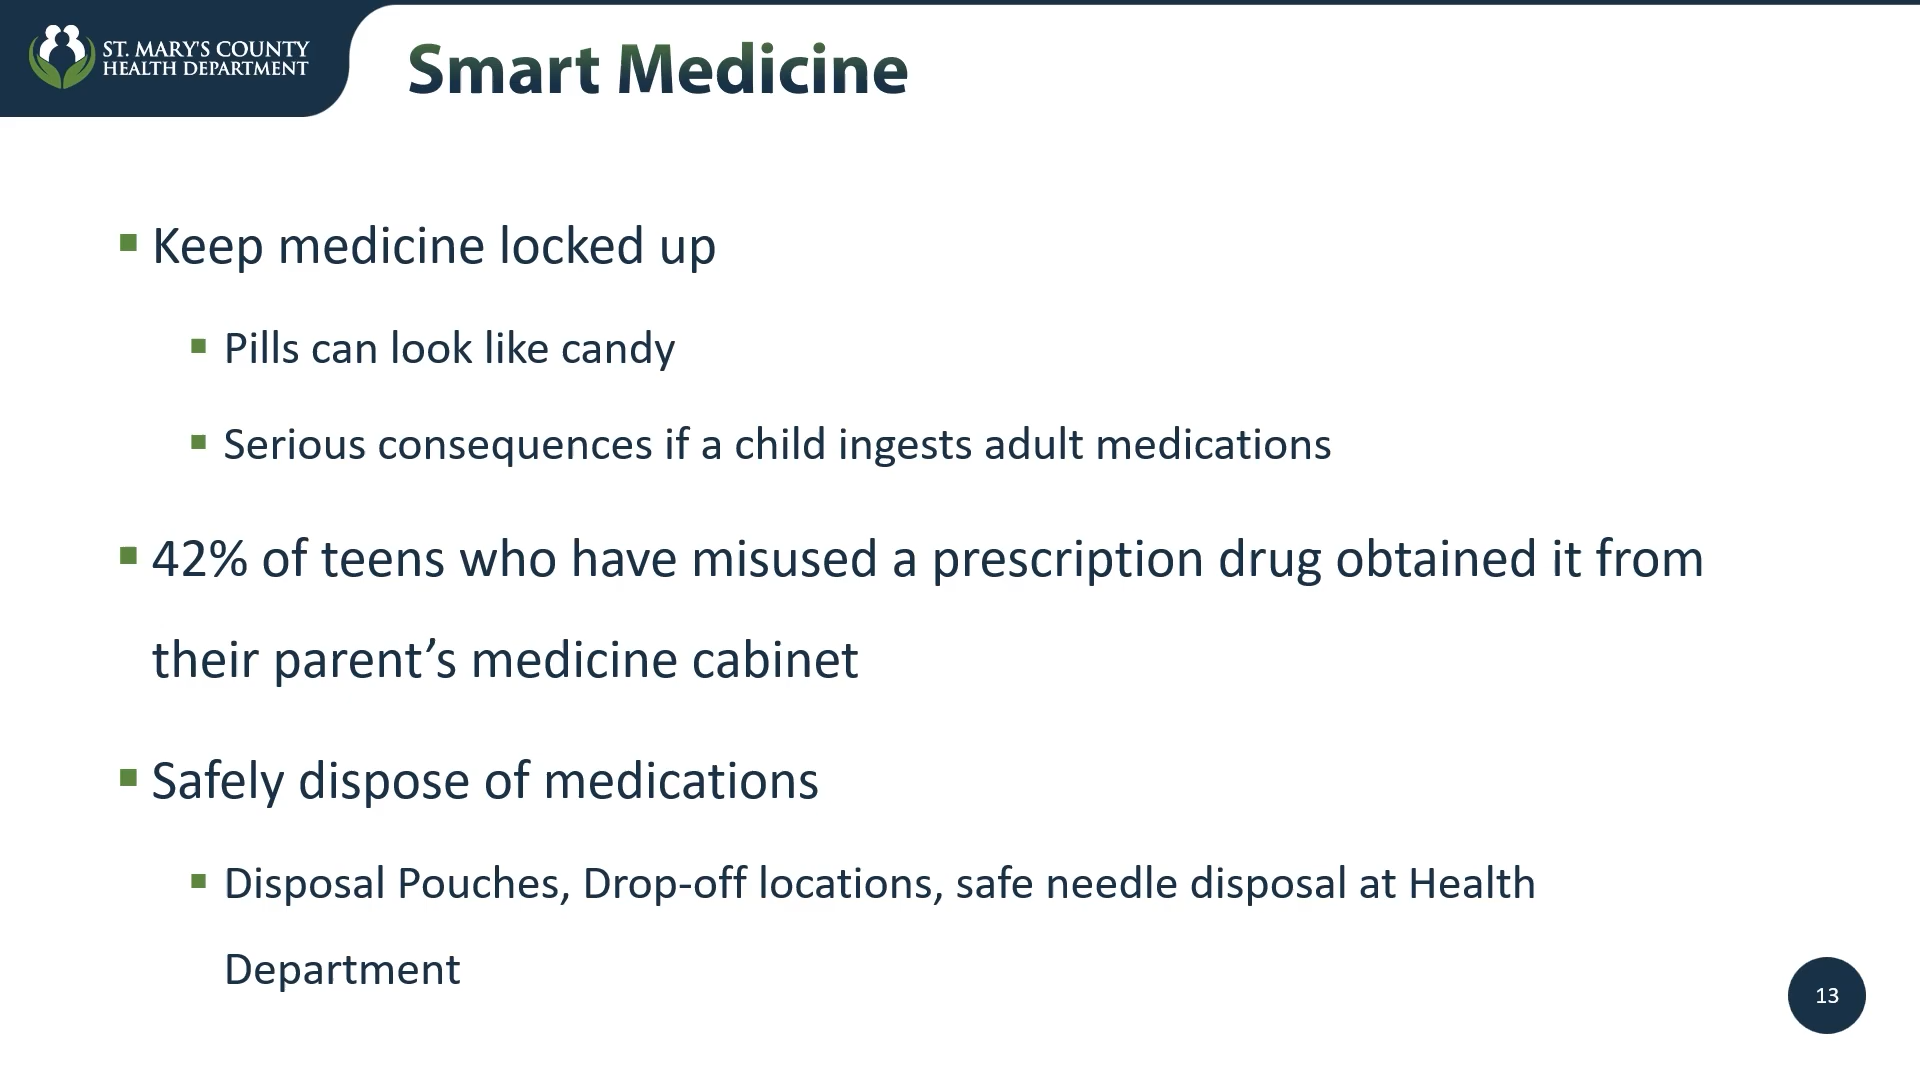 ST. MARY'S COUNTY
HEALTH DEPARTMENT
Smart Medicine
Keep medicine locked up
Pills can look like candy
Serious consequences if a child ingests adult medications
42% of teens who have misused a prescription drug obtained it from
their parent’s medicine cabinet
Safely dispose of medications
Disposal Pouches, Drop-off locations, safe needle disposal at Health
Department
13